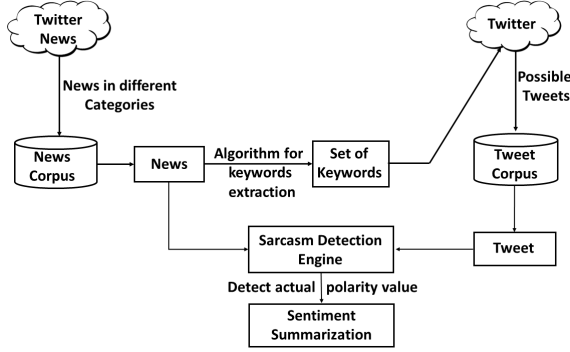 Twitter
News
Twitter
News in different
Categories
Possible
Tweets
News
Corpus
News
Algorithm for
keywords
extraction
Set of
Keywords
Tweet
Corpus
Sarcasm Detection
Engine
Tweet
Detect actual polarity value
Sentiment
Summarization